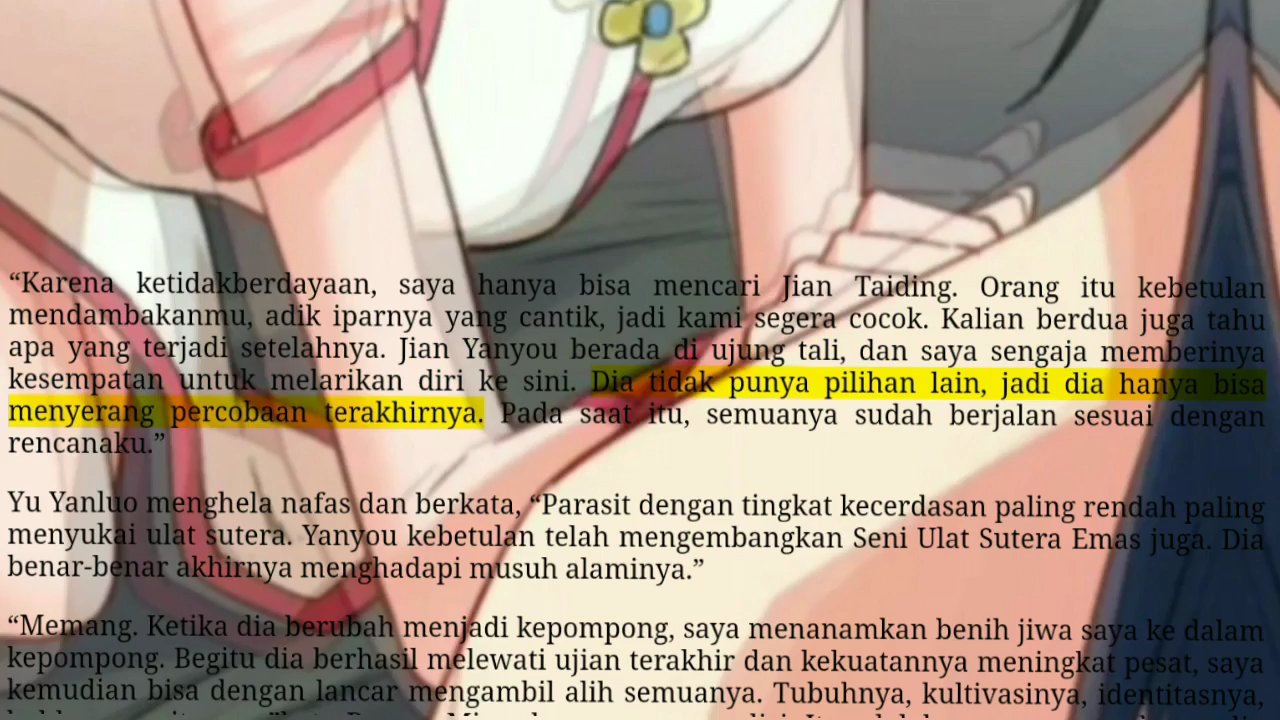 “Karena ketidakberdayaan, saya hanya bisa mencari Jian Taiding. Orang itu kebetulan
mendambakanmu, adik iparnya yang cantik, jadi kami segera cocok. Kalian berdua juga tahu
apa yang terjadi setelahnya. Jian Yanyou berada di ujung tali, dan saya sengaja memberinya
kesempatan untuk melarikan diri ke sini. Dia tidak punya pilihan lain, jadi dia hanya bisa
menyerang percobaan terakhirnya. Pada saat itu, semuanya sudah berjalan sesuai dengan
rencanaku.”
Yu Yanluo menghela nafas dan berkata, “Parasit dengan tingkat kecerdasan paling rendah paling
menyukai ulat sutera. Yanyou kebetulan telah mengembangkan Seni Ulat Sutera Emas juga. Dia
benar-benar akhirnya menghadapi musuh alaminya.”
“Memang. Ketika dia berubah menjadi kepompong, saya menanamkan benih jiwa saya ke dalam
kepompong. Begitu dia berhasil melewati ujian terakhir dan kekuatannya meningkat pesat, saya
kemudian bisa dengan lancar mengambil alih semuanya. Tubuhnya, kultivasinya, identitasnya,